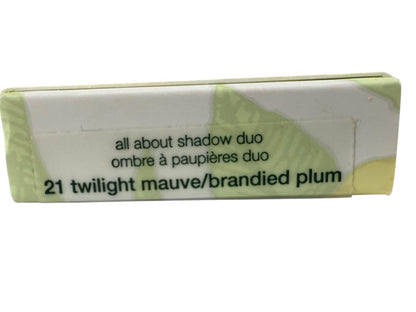 all about shadow duo
ombre à paupières duo
21 twilight mauve/brandied plum